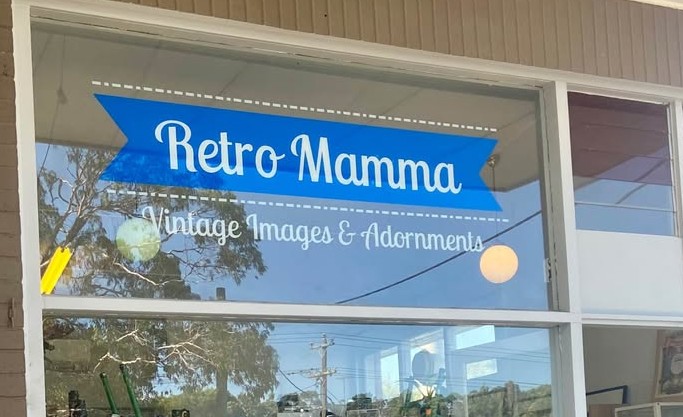 Retro Mamma
Vintage Images & Adornments